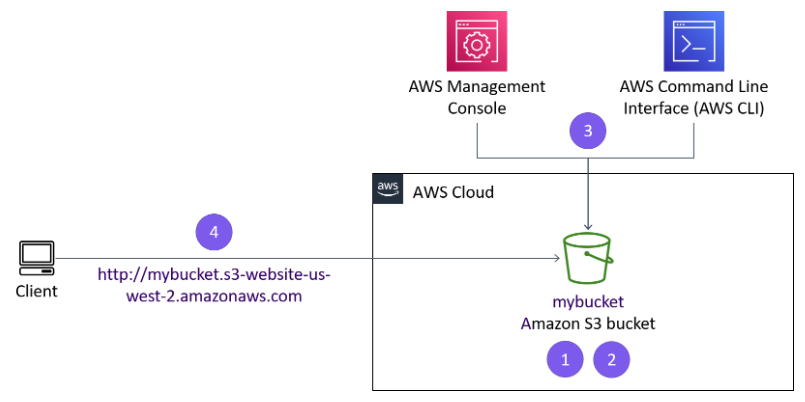 AWS Management
Console
AWS Command Line
Interface (AWS CLI)
3
aws
AWS Cloud
4
http://mybucket.s3-website-us-
west-2.amazonaws.com
Client
mybucket
Amazon S3 bucket
1
2